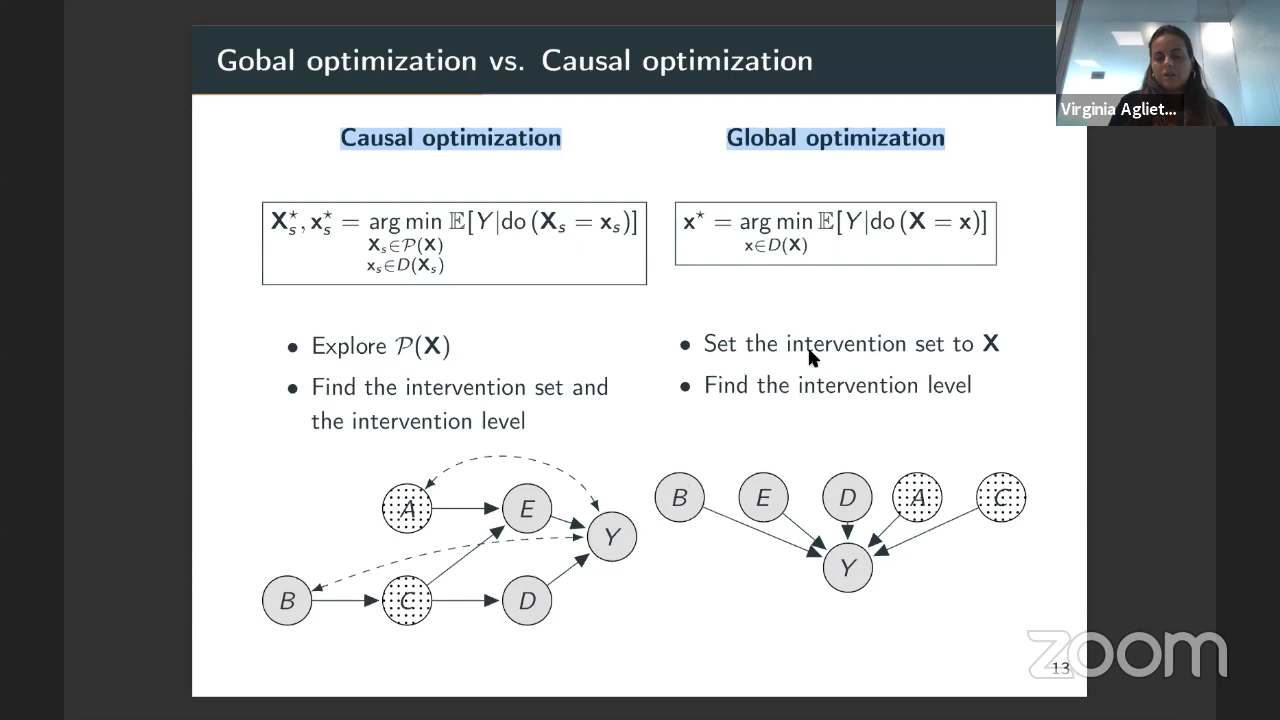 Gobal optimization vs. Causal optimization
Virginia Agliet...
Causal optimization
X⋆s, x⋆s = arg min E[Y|do (Xs = xs)]
Xs∈P(X)
xs∈D(Xs)
• Explore P(X)
• Find the intervention set and
the intervention level
Global optimization
x⋆ = arg min E[Y|do (X = x)]
x∈D(X)
• Set the intervention set to X
• Find the intervention level
A
E
Y
B
C
D
B
E
D
A
C
Y
zoom
13